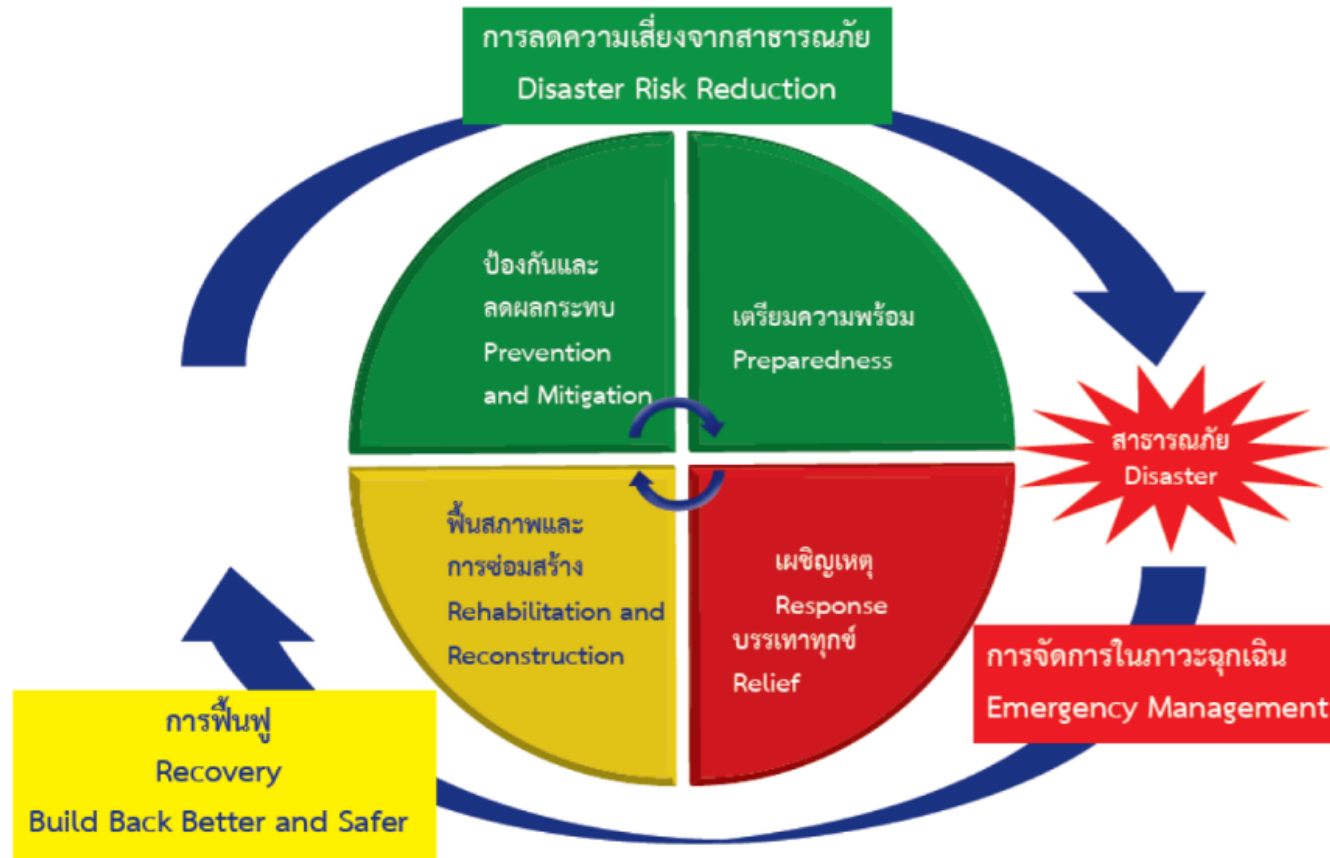 การลดความเสี่ยงจากสาธารณภัย
Disaster Risk Reduction
ป้องกันและ
ลดผลกระทบ
Prevention
and Mitigation
เตรียมความพร้อม
Preparedness
สาธารณภัย
Disaster
ฟื้นสภาพและ
การซ่อมสร้าง
Rehabilitation and
Reconstruction
เผชิญเหตุ
Response
บรรเทาทุกข์
Relief
การจัดการในภาวะฉุกเฉิน
Emergency Management
การฟื้นฟู
Recovery
Build Back Better and Safer